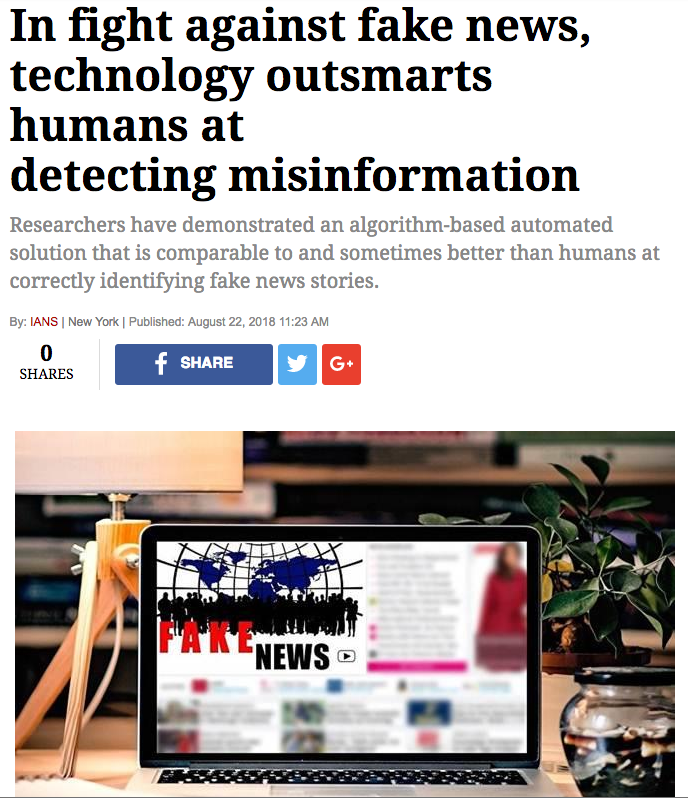 In fight against fake news,
technology outsmarts
humans at
detecting misinformation
Researchers have demonstrated an algorithm-based automated
solution that is comparable to and sometimes better than humans at
correctly identifying fake news stories.
By: IANS | New York | Published: August 22, 2018 11:23 AM
0
SHARES
f SHARE
G+
FAKE
NEWS